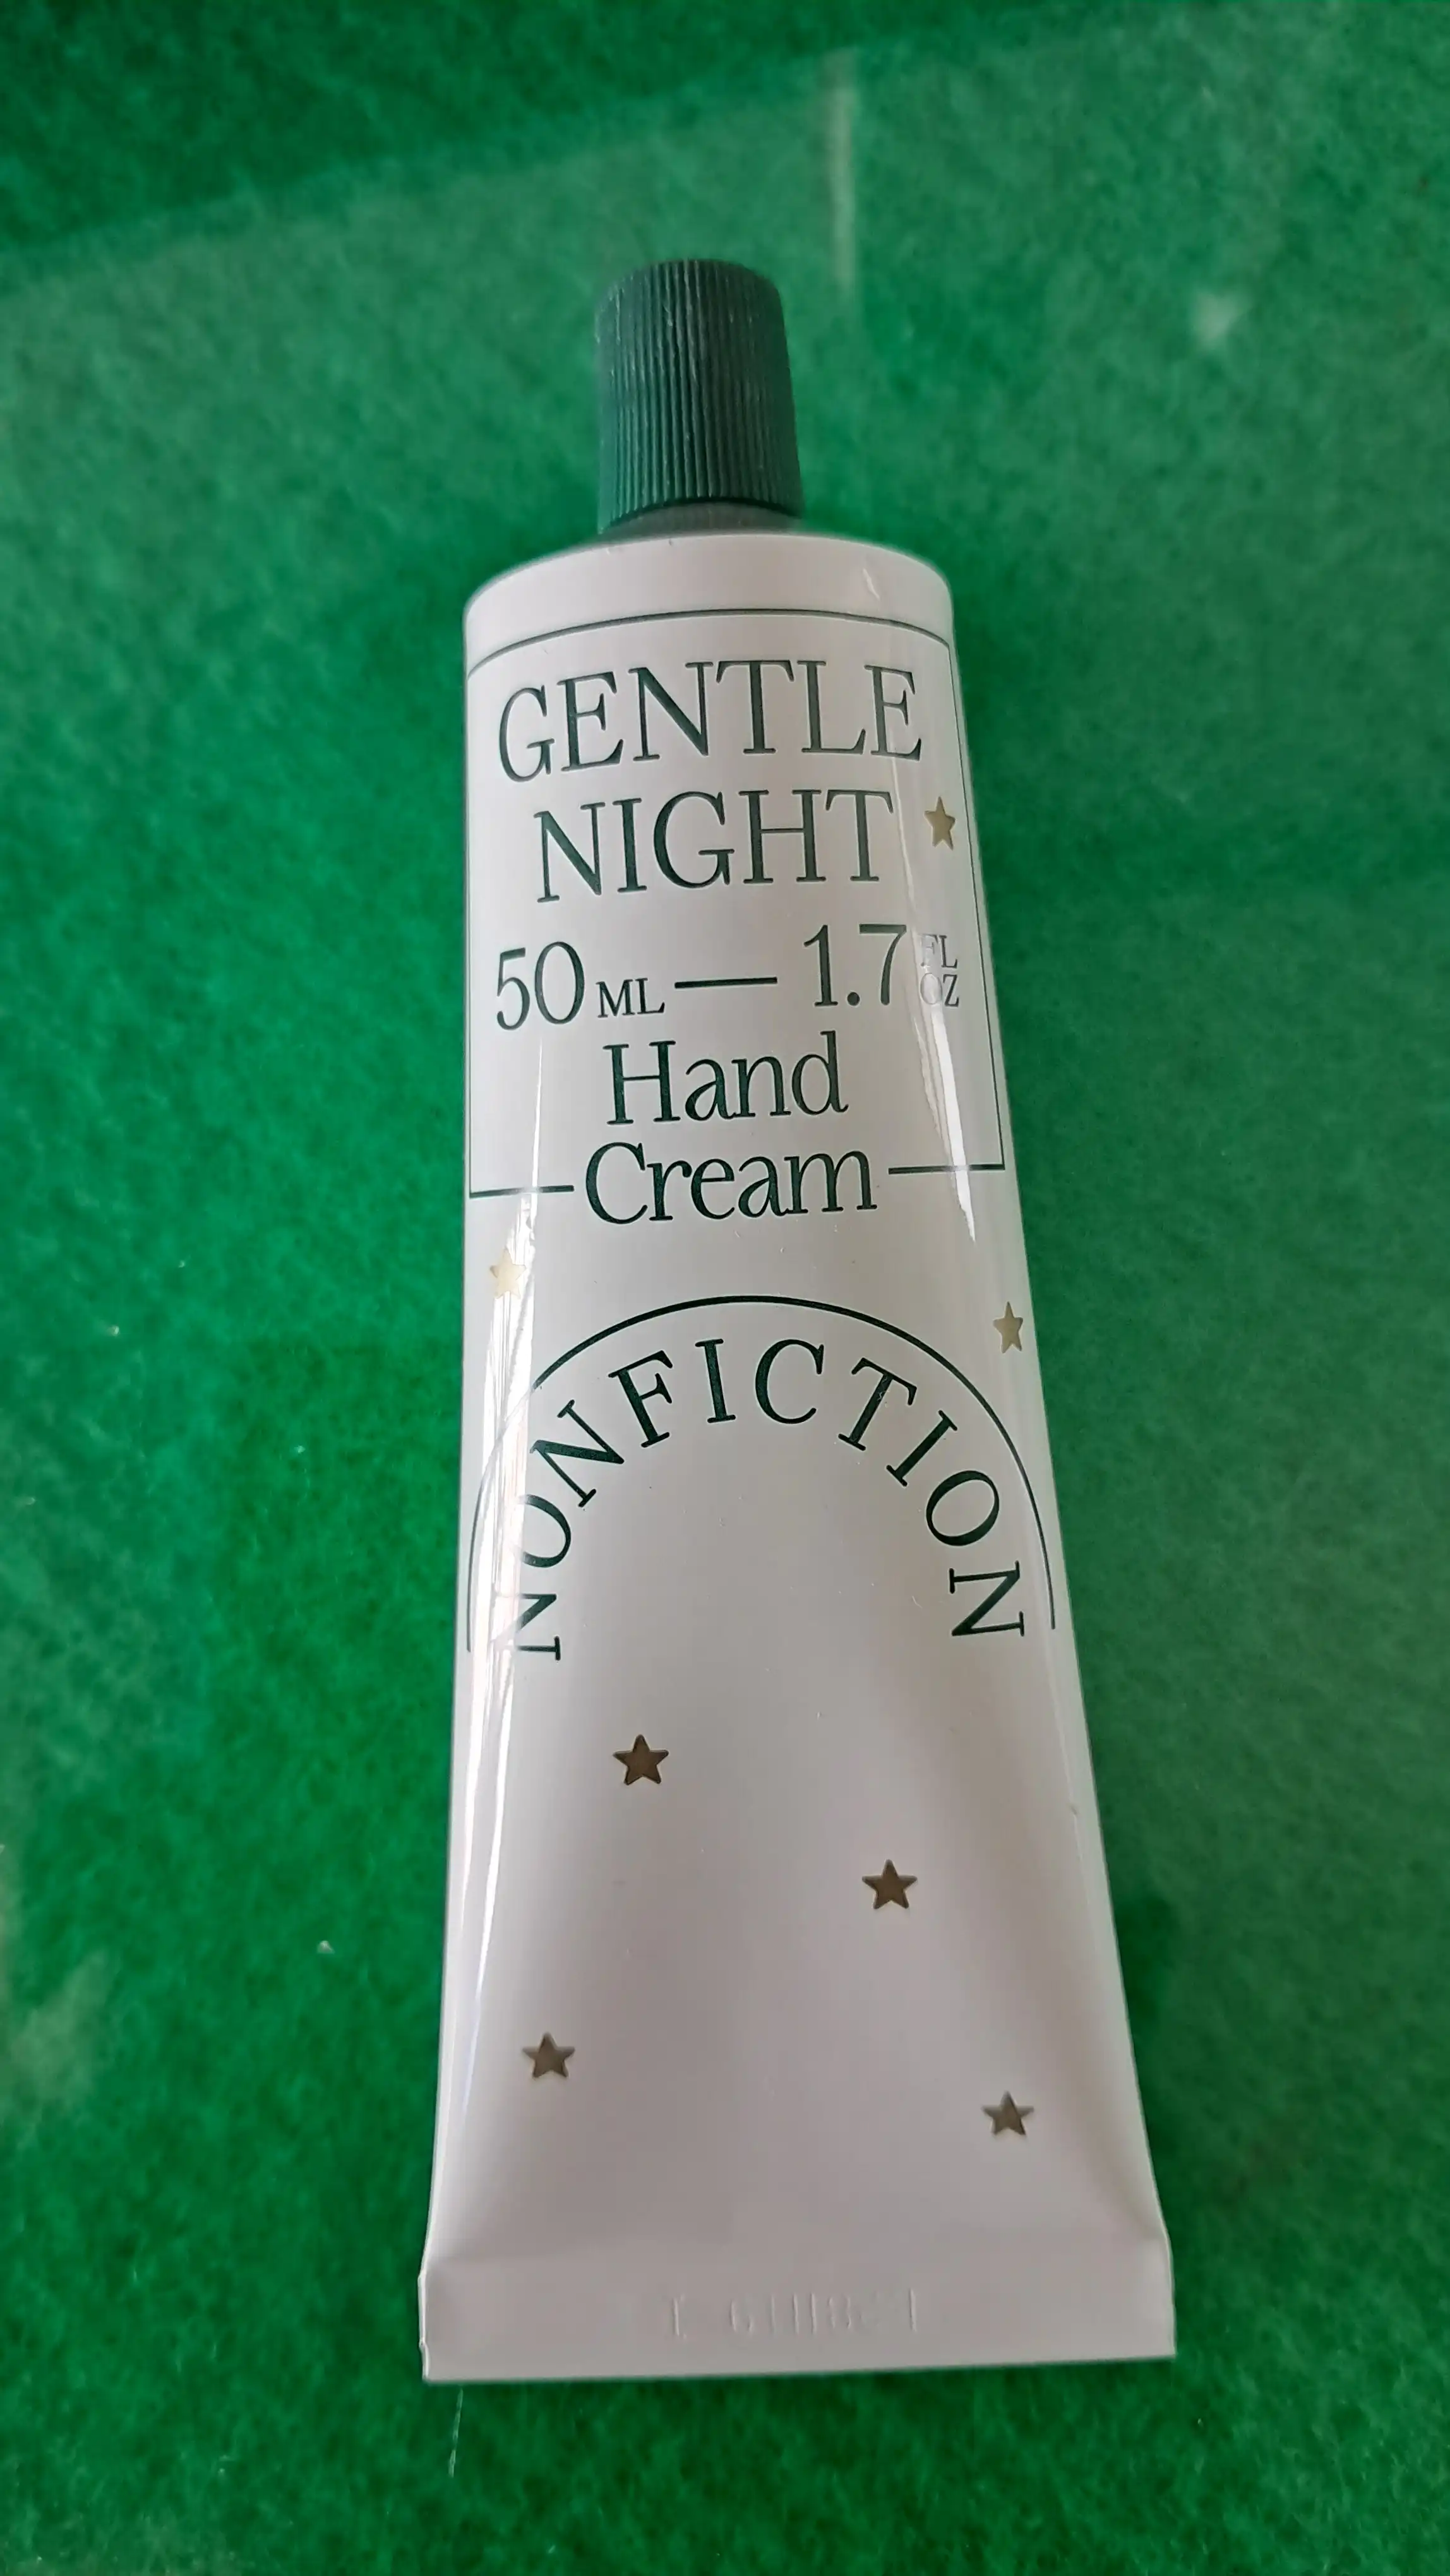 GENTLE
NIGHT
50 ML — 1.7 FL OZ
Hand
Cream
NONFICTION